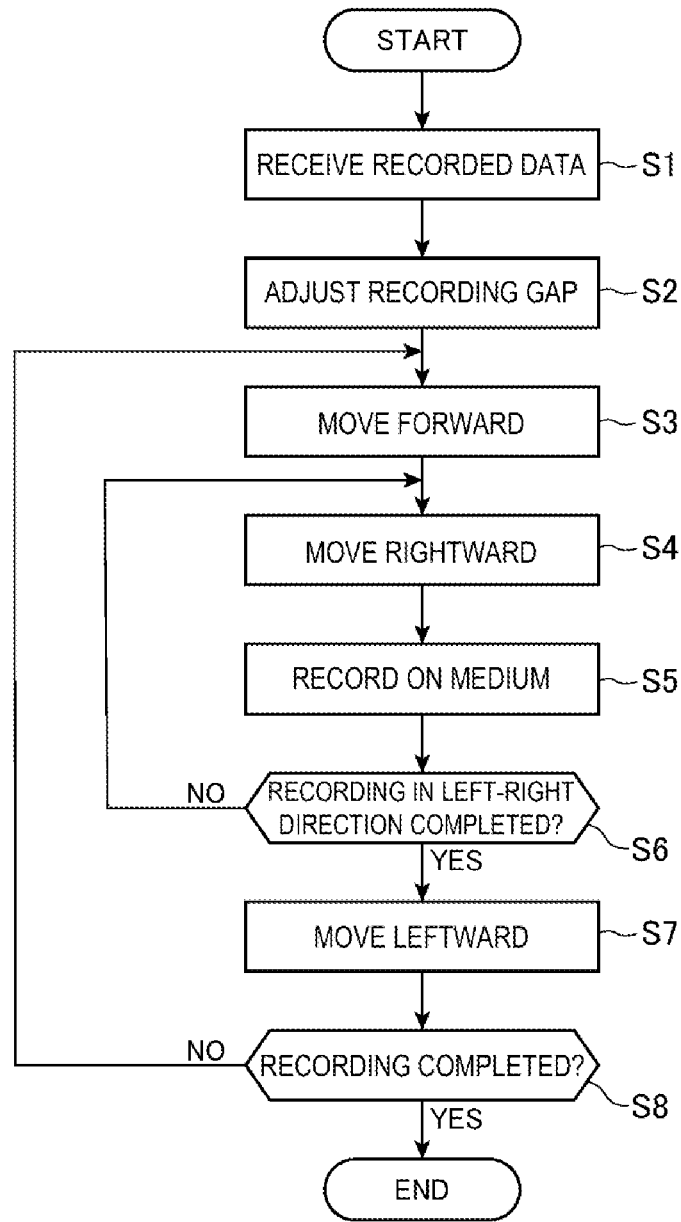 START
RECEIVE RECORDED DATA
S1
ADJUST RECORDING GAP
S2
MOVE FORWARD
S3
MOVE RIGHTWARD
S4
RECORD ON MEDIUM
S5
NO
RECORDING IN LEFT-RIGHT
DIRECTION COMPLETED?
S6
YES
MOVE LEFTWARD
S7
NO
RECORDING COMPLETED?
S8
YES
END